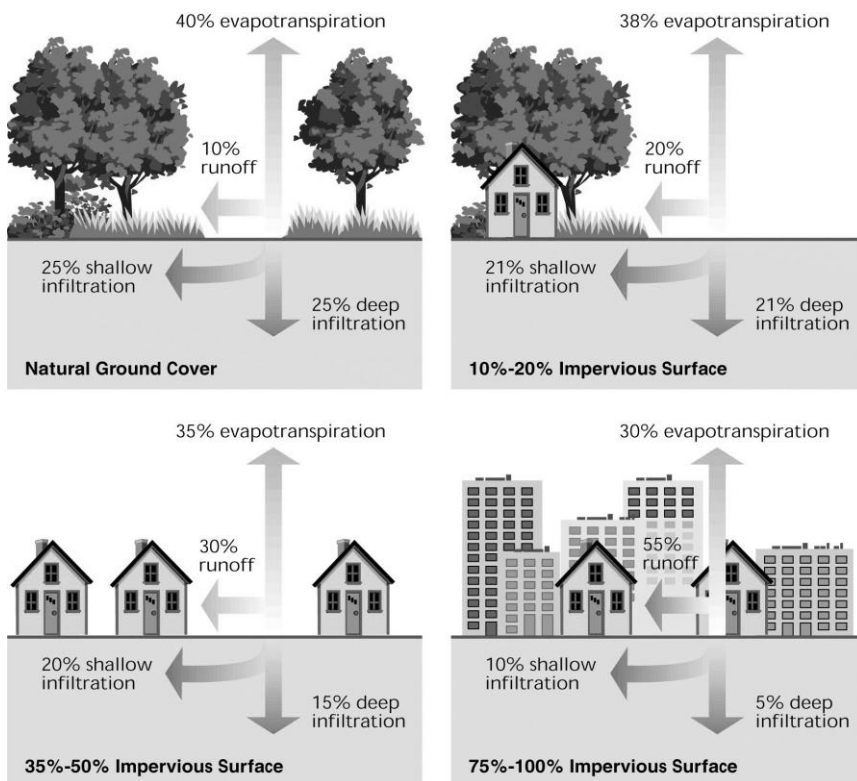 40% evapotranspiration
10%
runoff
25% shallow
infiltration
25% deep
infiltration
Natural Ground Cover
38% evapotranspiration
20%
runoff
21% shallow
infiltration
21% deep
infiltration
10%-20% Impervious Surface
35% evapotranspiration
30%
runoff
20% shallow
infiltration
15% deep
infiltration
35%-50% Impervious Surface
30% evapotranspiration
55%
runoff
10% shallow
infiltration
5% deep
infiltration
75%-100% Impervious Surface